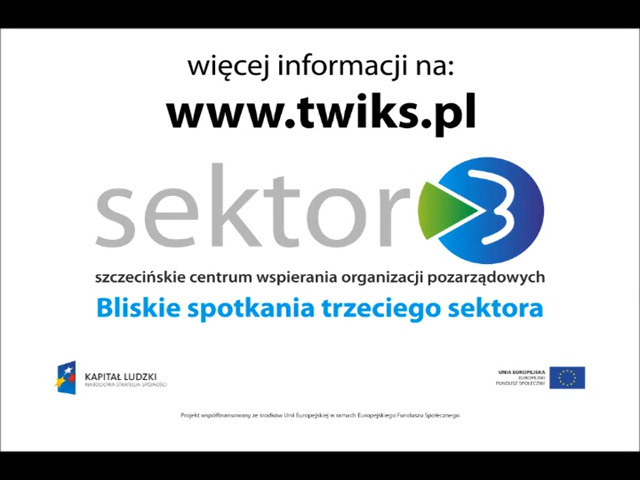 więcej informacji na:
www.twiks.pl
sektor 3
szczecińskie centrum wspierania organizacji pozarządowych
Bliskie spotkania trzeciego sektora
KAPITAŁ LUDZKI
NARODOWA STRATEGIA SPÓJNOŚCI
UNIA EUROPEJSKA
EUROPEJSKI
FUNDUSZ SPOŁECZNY
Projekt współfinansowany ze środków Unii Europejskiej w ramach Europejskiego Funduszu Społecznego